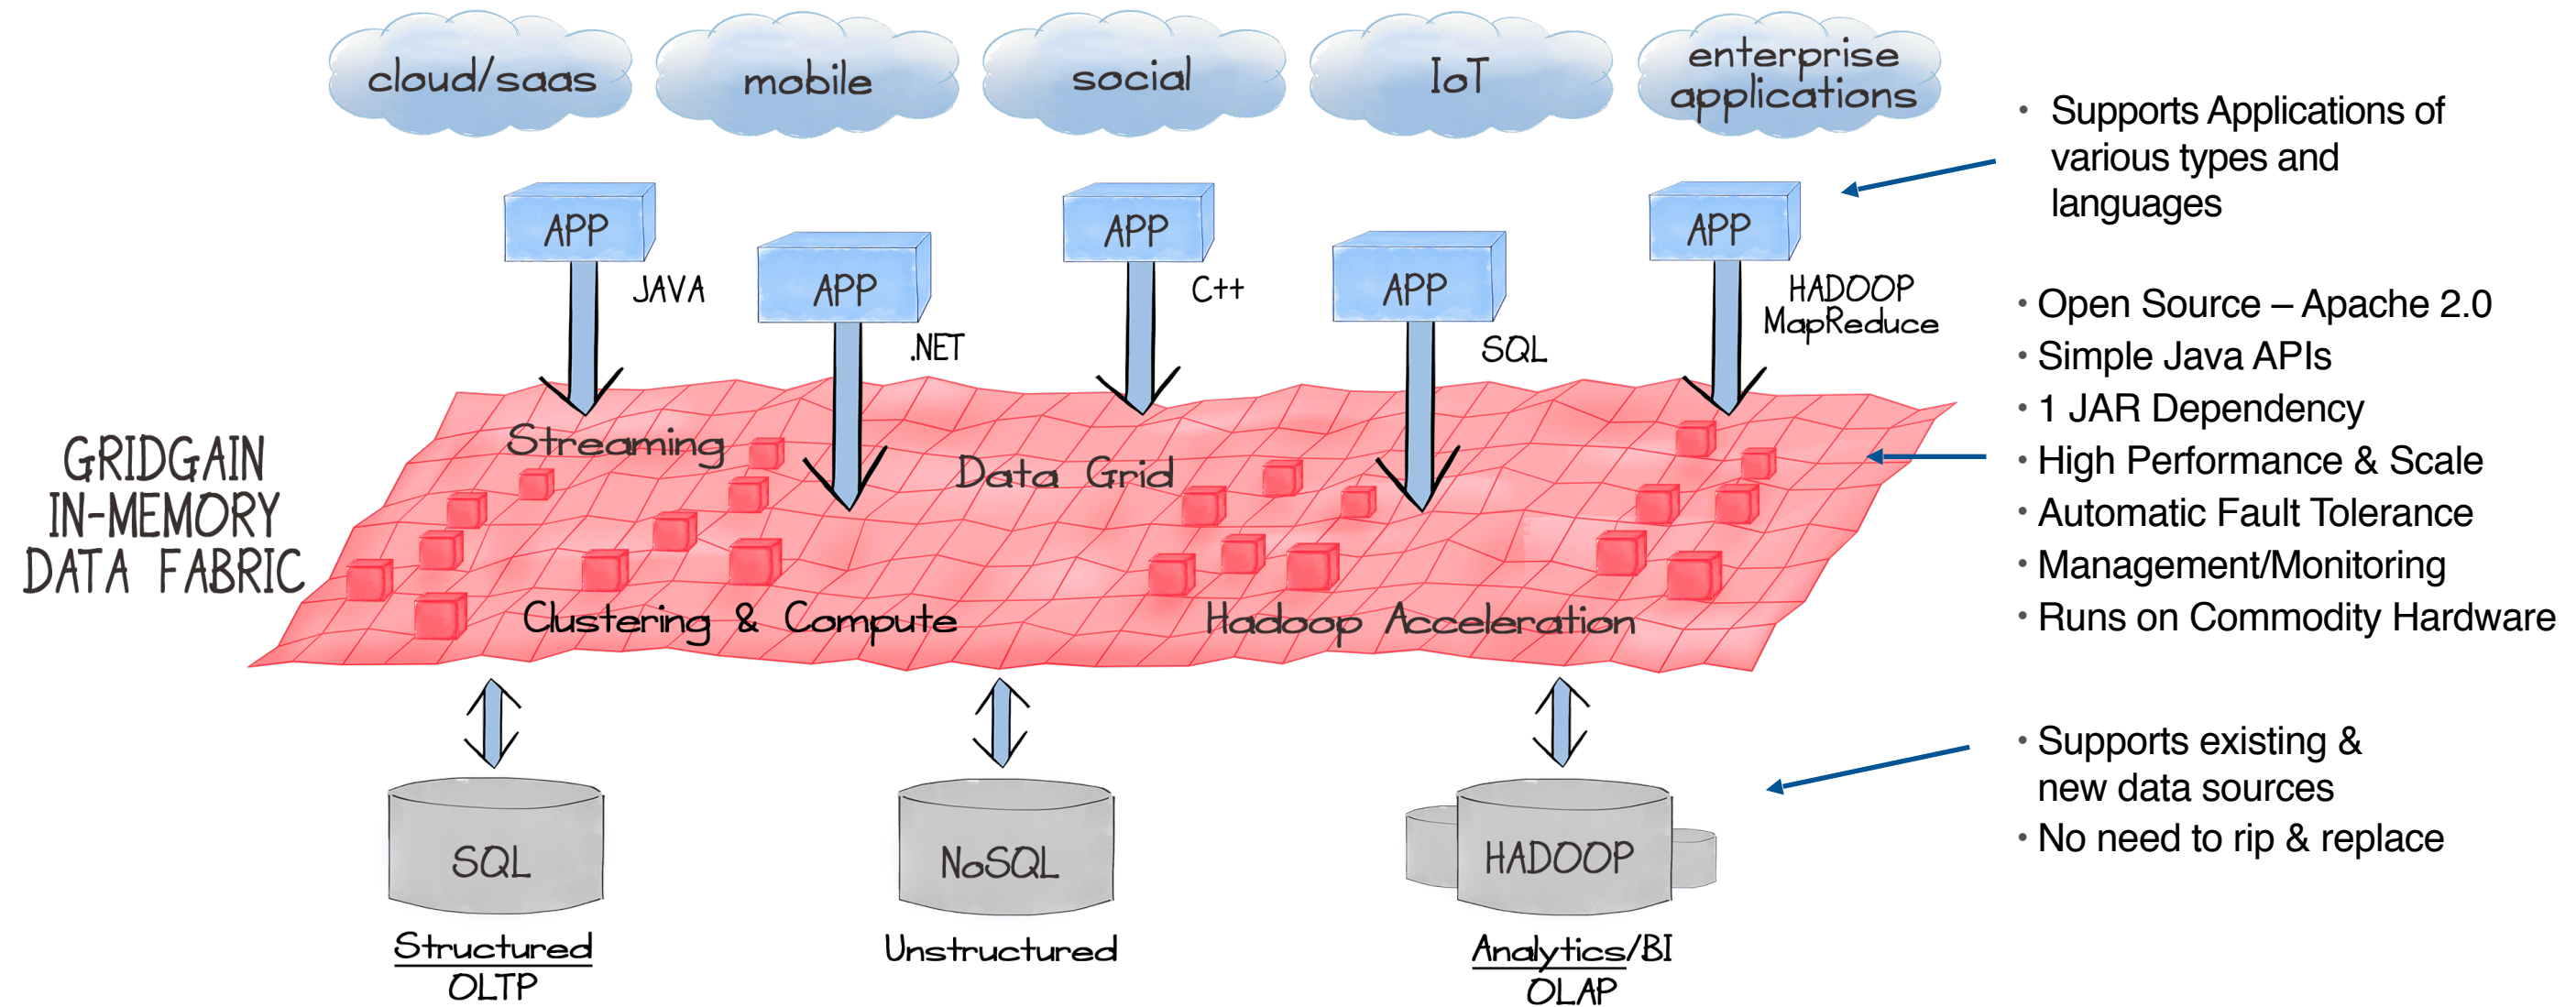 cloud/saas
mobile
social
IoT
enterprise
applications
APP
JAVA
APP
.NET
APP
C++
APP
SQL
APP
HADOOP
MapReduce
• Supports Applications of
various types and
languages
GRIDGAIN
IN-MEMORY
DATA FABRIC
Streaming
Data Grid
Clustering & Compute
Hadoop Acceleration
• Open Source – Apache 2.0
• Simple Java APIs
• 1 JAR Dependency
• High Performance & Scale
• Automatic Fault Tolerance
• Management/Monitoring
• Runs on Commodity Hardware
SQL
Structured
OLTP
NoSQL
Unstructured
HADOOP
Analytics/BI
OLAP
• Supports existing &
new data sources
• No need to rip & replace